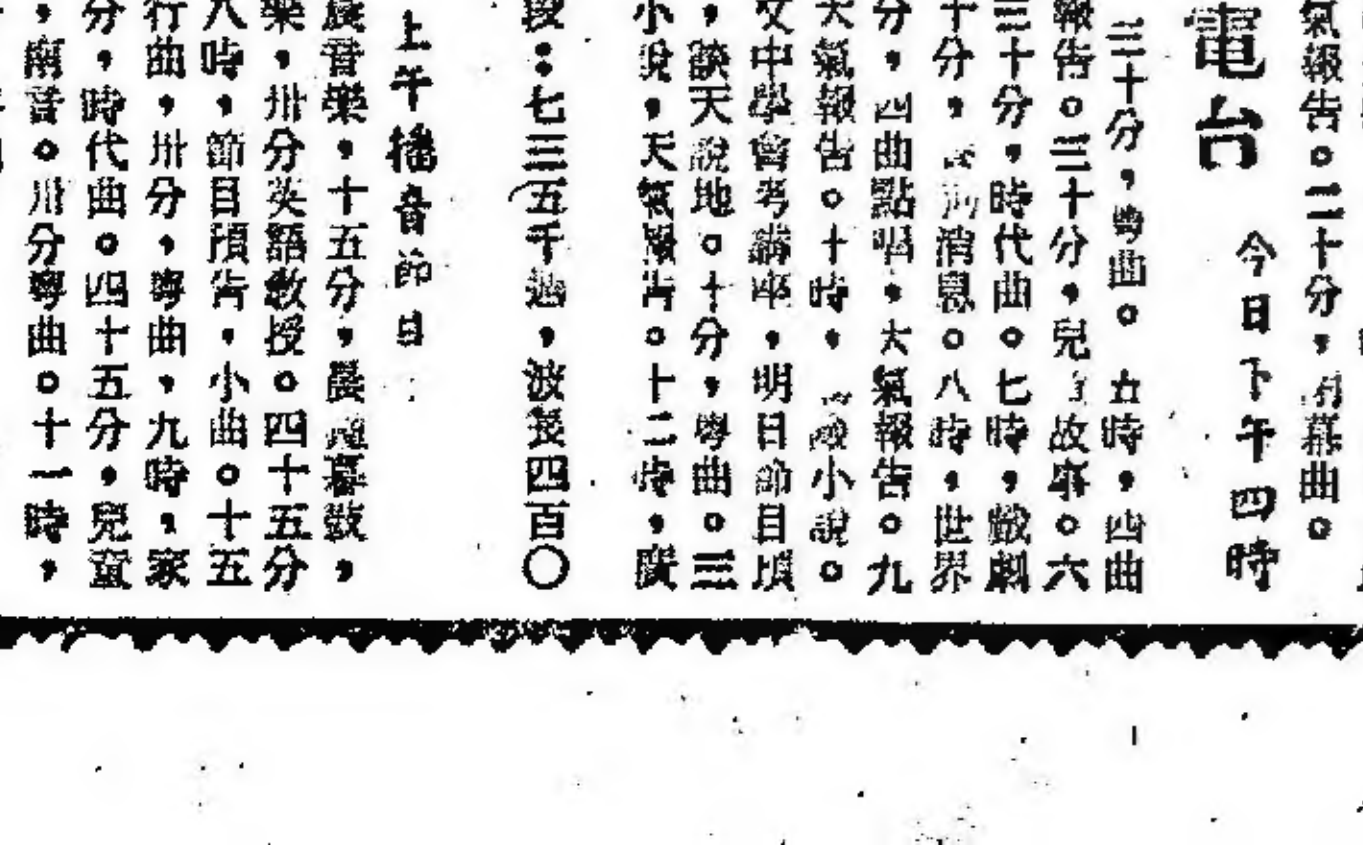 氣報告。二十分，閉幕曲。
電台 今日下午四時
三十分，粵曲。五時，四曲
報告。三十分，兒童故事。六
三十分，時代曲。七時，戲劇
十分，商消息。八時，世界
分，四曲點唱，大氣報告。九
天氣報告。十時，小說。
文中學會考講座，明日節目預
，談天說地。十分，粵曲。三
小說，天氣報告。十二時，廣
段：七三五千週，波長四百〇
上午播音節目
晨音樂，十五分，晨幕鼓，
樂，卅分英語教授。四十五分
八時，節目預告，小曲。十五
行曲，卅分，粵曲，九時，家
分，時代曲。四十五分，兒童
，南音。卅分粵曲。十一時，